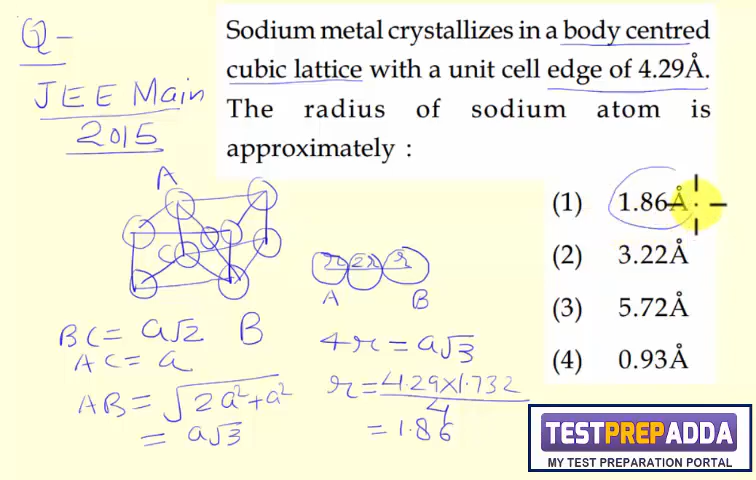 Q -
JEE Main
2015
Sodium metal crystallizes in a body centred
cubic lattice with a unit cell edge of 4.29Å.
The radius of sodium atom is
approximately :
(1) 1.86Å
(2) 3.22Å
(3) 5.72Å
(4) 0.93Å
A
C
B
r 2r r
A B
BC = a√2
AC = a
AB = √2a²+a²
= a√3
4r = a√3
r = 4.29×1.732
4
= 1.86
TESTPREPADDA
MY TEST PREPARATION PORTAL